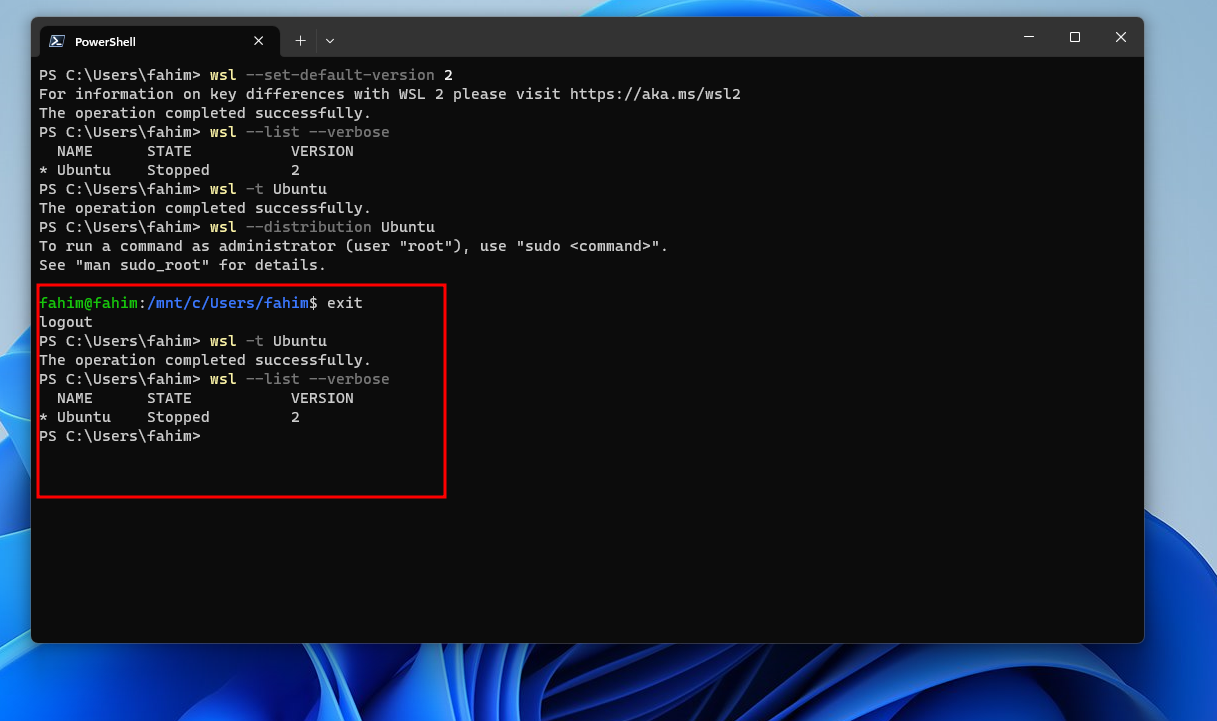 PowerShell
PS C:\Users\fahim> wsl --set-default-version 2
For information on key differences with WSL 2 please visit https://aka.ms/wsl2
The operation completed successfully.
PS C:\Users\fahim> wsl --list --verbose
  NAME      STATE           VERSION
* Ubuntu    Stopped         2
PS C:\Users\fahim> wsl -t Ubuntu
The operation completed successfully.
PS C:\Users\fahim> wsl --distribution Ubuntu
To run a command as administrator (user "root"), use "sudo <command>".
See "man sudo_root" for details.
fahim@fahim:/mnt/c/Users/fahim$ exit
logout
PS C:\Users\fahim> wsl -t Ubuntu
The operation completed successfully.
PS C:\Users\fahim> wsl --list --verbose
  NAME      STATE           VERSION
* Ubuntu    Stopped         2
PS C:\Users\fahim>